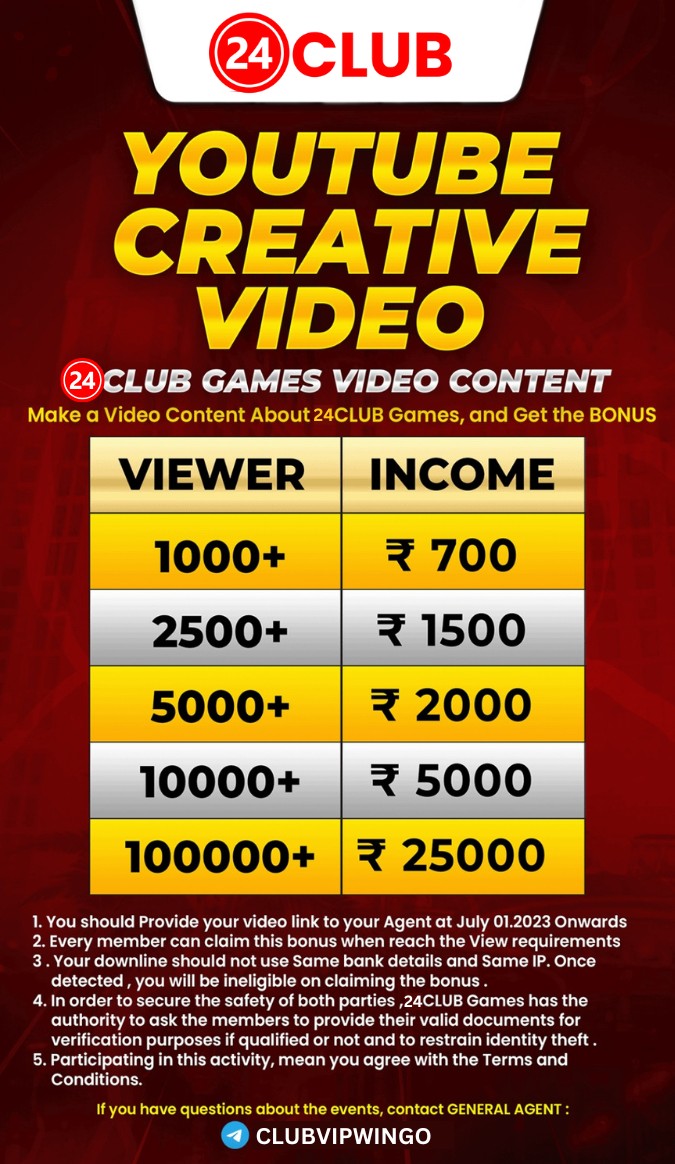 24 CLUB
YOUTUBE
CREATIVE
VIDEO
24 CLUB GAMES VIDEO CONTENT
Make a Video Content About 24CLUB Games, and Get the BONUS
VIEWER INCOME
1000+ ₹ 700
2500+ ₹ 1500
5000+ ₹ 2000
10000+ ₹ 5000
100000+ ₹ 25000
1. You should Provide your video link to your Agent at July 01.2023 Onwards
2. Every member can claim this bonus when reach the View requirements
3 . Your downline should not use Same bank details and Same IP. Once
detected , you will be ineligible on claiming the bonus .
4. In order to secure the safety of both parties ,24CLUB Games has the
authority to ask the members to provide their valid documents for
verification purposes if qualified or not and to restrain identity theft .
5. Participating in this activity, mean you agree with the Terms and
Conditions.
If you have questions about the events, contact GENERAL AGENT :
CLUBVIPWINGO